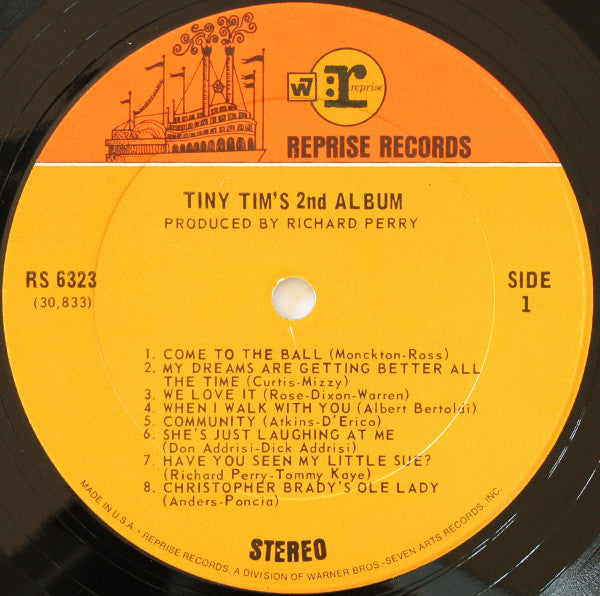 W7
:r
reprise
REPRISE RECORDS
TINY TIM'S 2nd ALBUM
PRODUCED BY RICHARD PERRY
RS 6323
(30,833)
SIDE
1
1. COME TO THE BALL (Monckton-Ross)
2. MY DREAMS ARE GETTING BETTER ALL
THE TIME (Curtis-Mizzy)
3. WE LOVE IT (Rose-Dixon-Warren)
4. WHEN I WALK WITH YOU (Albert Bertoldi)
5. COMMUNITY (Atkins-D'Erico)
6. SHE'S JUST LAUGHING AT ME
(Don Addrisi-Dick Addrisi)
7. HAVE YOU SEEN MY LITTLE SUE?
(Richard Perry-Tommy Kaye)
8. CHRISTOPHER BRADY'S OLE LADY
(Anders-Poncia)
STEREO
MADE IN U.S.A. - REPRISE RECORDS, A DIVISION OF WARNER BROS.-SEVEN ARTS RECORDS, INC.